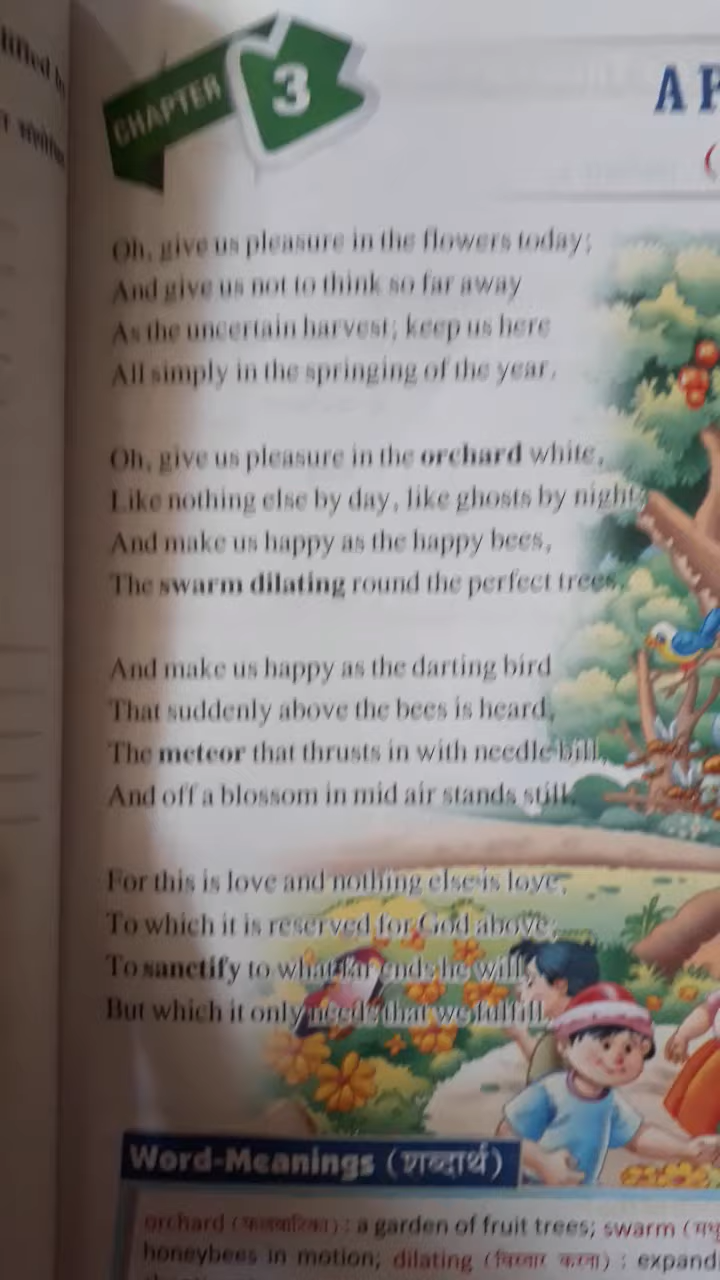 CHAPTER 3
A P
(
Oh, give us pleasure in the flowers today;
And give us not to think so far away
As the uncertain harvest; keep us here
All simply in the springing of the year.
Oh, give us pleasure in the orchard white,
Like nothing else by day, like ghosts by night;
And make us happy as the happy bees,
The swarm dilating round the perfect trees.
And make us happy as the darting bird
That suddenly above the bees is heard,
The meteor that thrusts in with needle bill,
And off a blossom in mid air stands still.
For this is love and nothing else is love,
To which it is reserved for God above;
To sanctify to what far ends he will,
But which it only needs that we fulfill.
Word-Meanings (शब्दार्थ)
orchard (फलवाटिका) : a garden of fruit trees; swarm (मधु
honeybees in motion; dilating (विस्तार करना) : expand